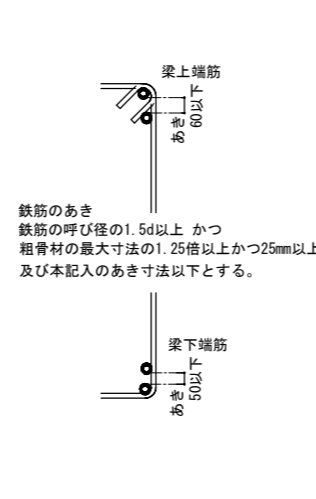 梁上端筋
あき
60以下
鉄筋のあき
鉄筋の呼び径の1.5d以上 かつ
粗骨材の最大寸法の1.25倍以上かつ25mm以上
及び本記入のあき寸法以下とする。
梁下端筋
あき
50以下